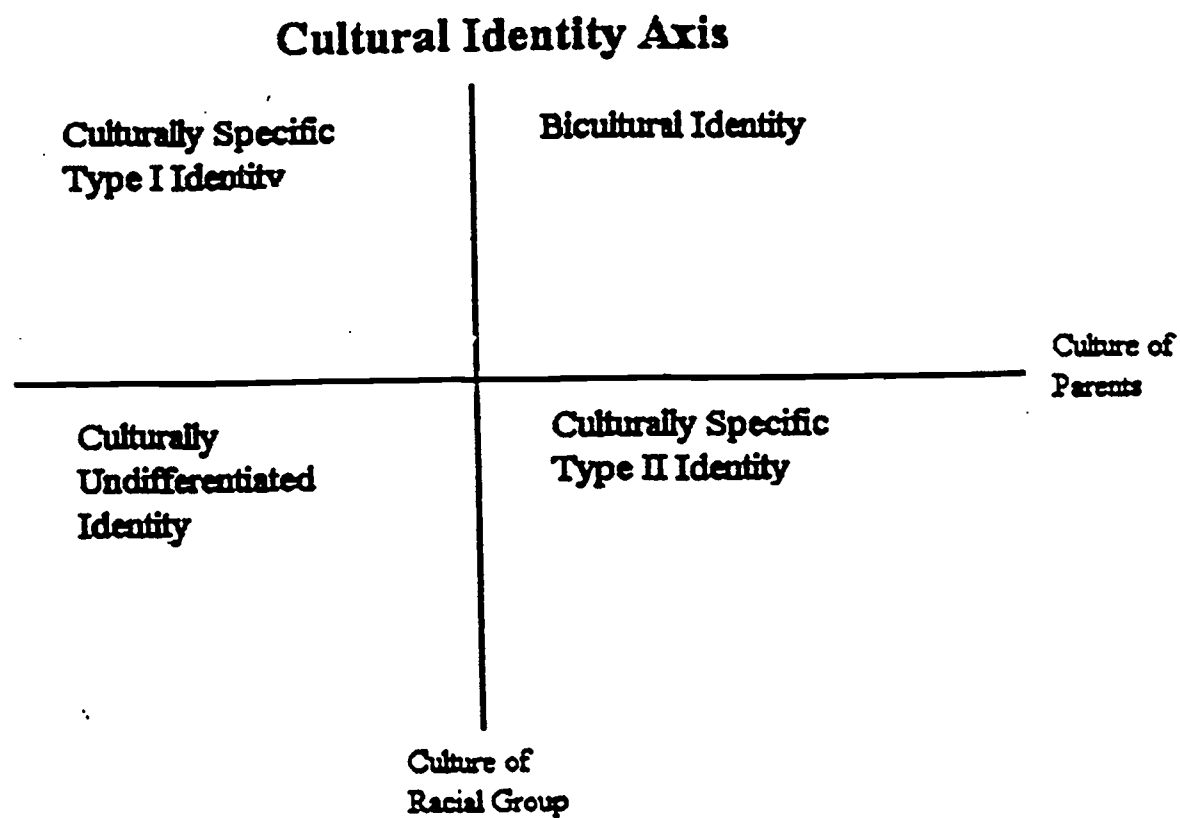 Cultural Identity Axis
Culturally Specific
Type I Identity
Bicultural Identity
Culture of
Parents
Culturally
Undifferentiated
Identity
Culturally Specific
Type II Identity
Culture of
Racial Group